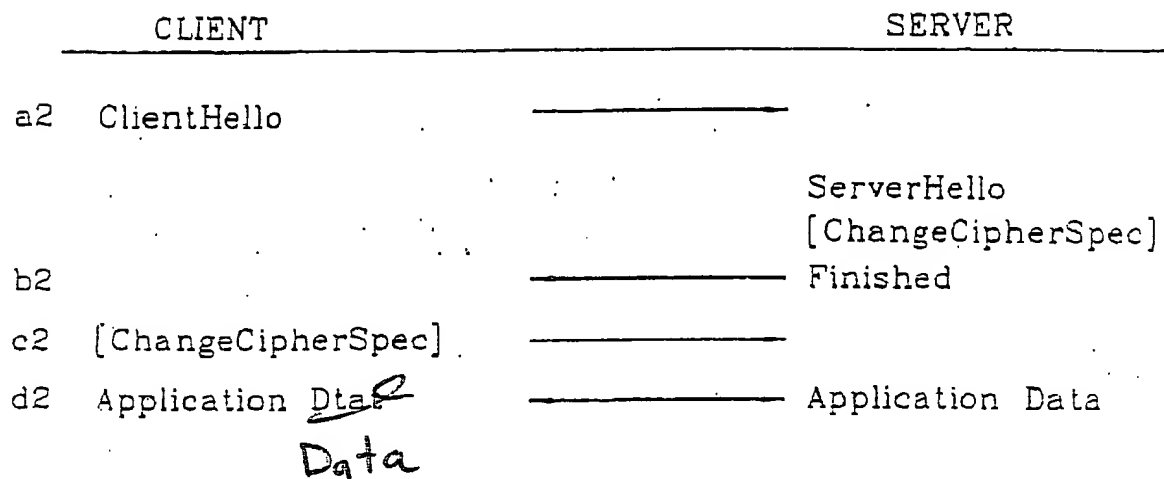 CLIENT SERVER
a2 ClientHello
ServerHello
[ChangeCipherSpec]
b2 Finished
c2 [ChangeCipherSpec]
d2 Application Dta Application Data
Data